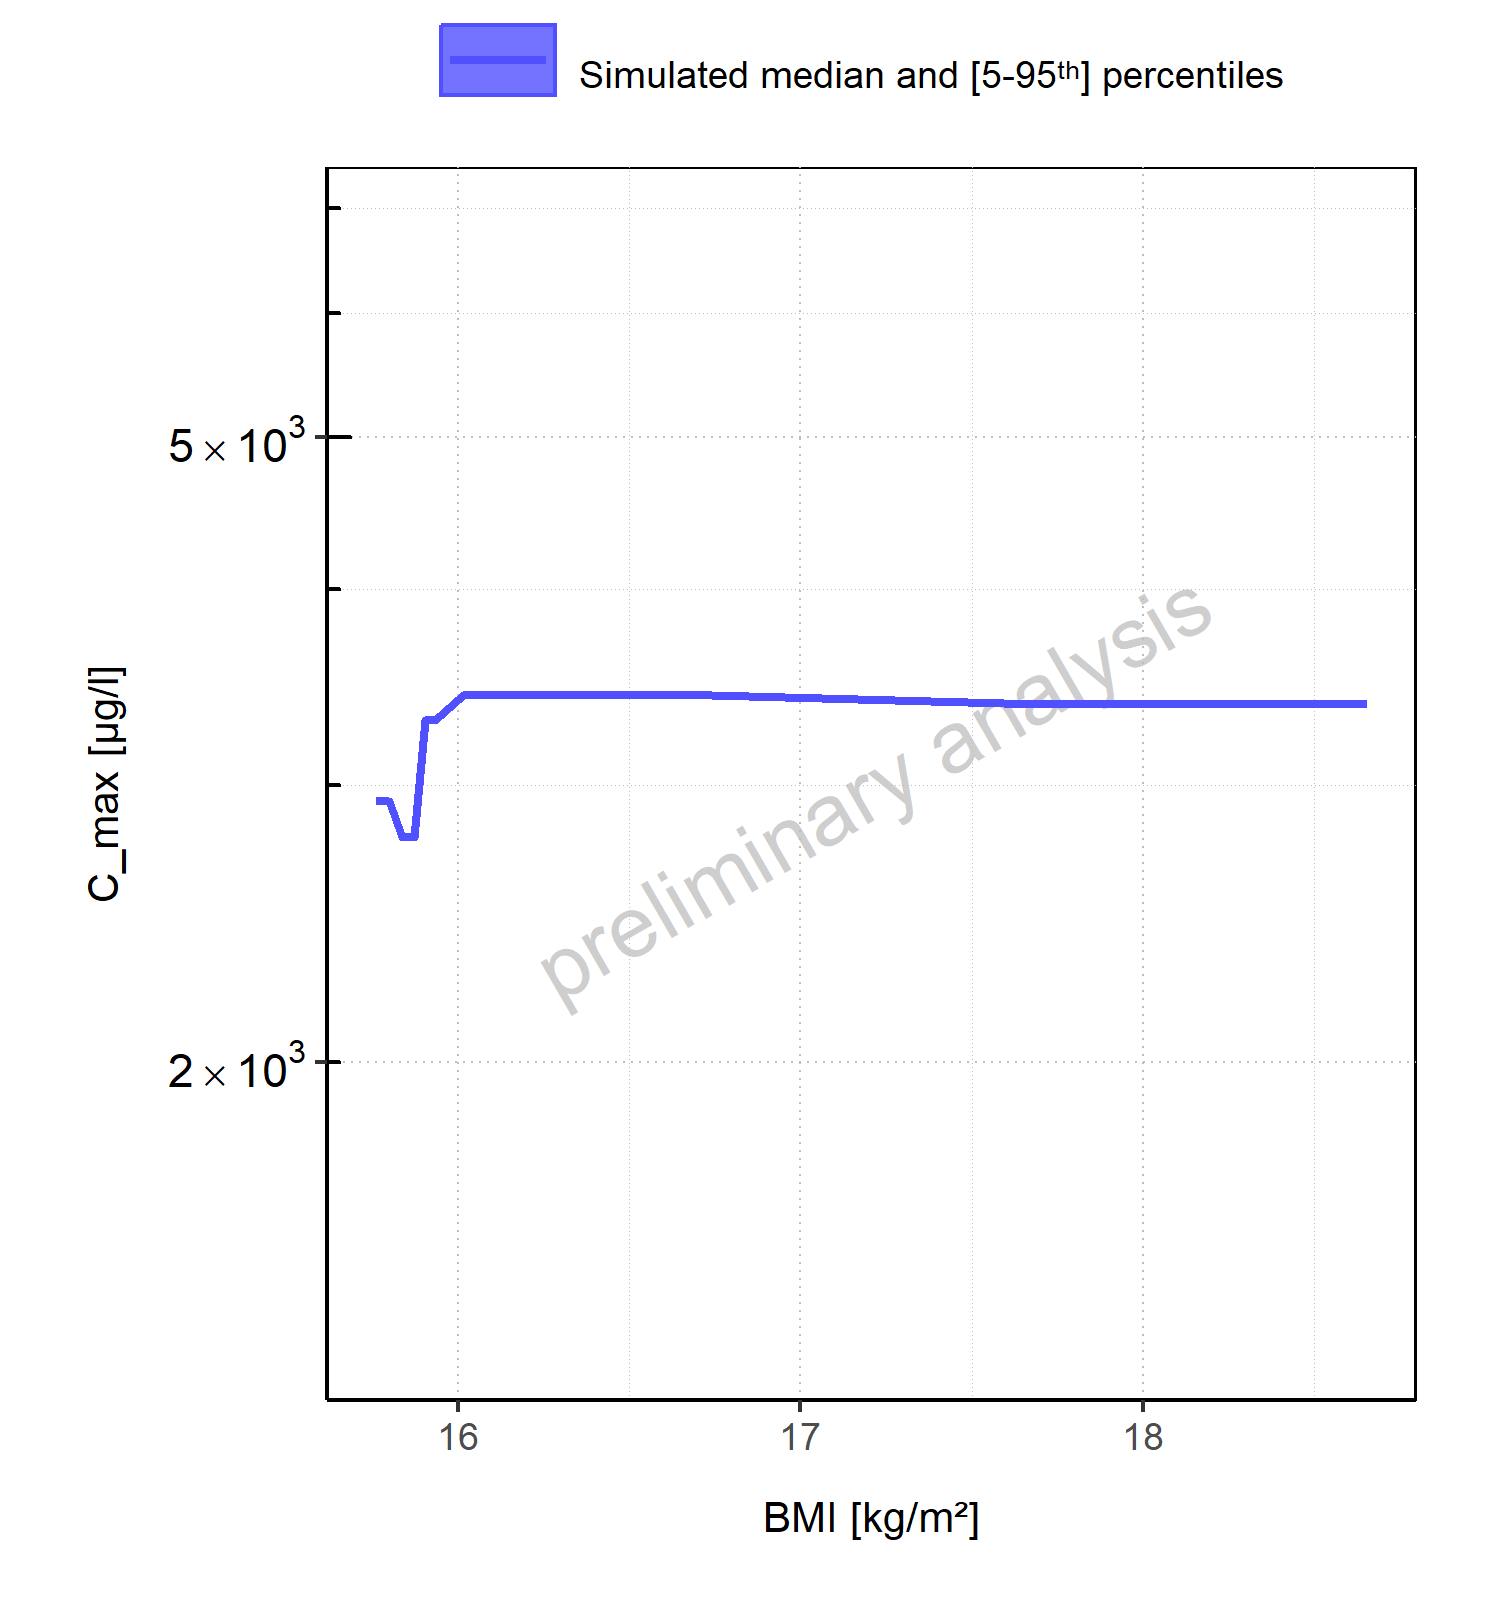 Simulated median and [5-95ᵗʰ] percentiles
5 × 10³
C_max [µg/l]
preliminary analysis
2 × 10³
16 17 18
BMI [kg/m²]